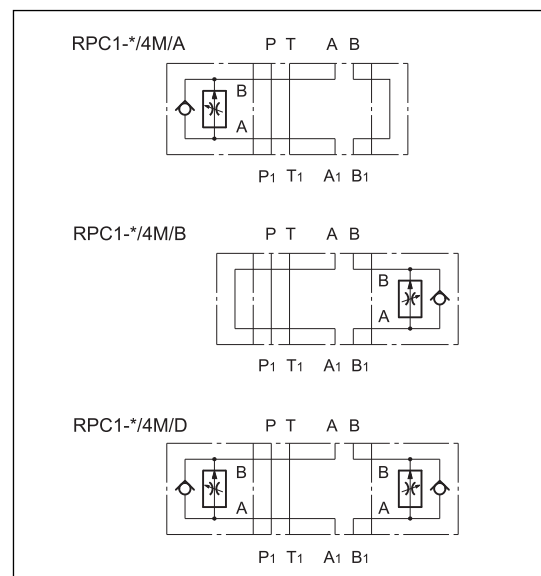 RPC1-*/4M/A P T A B
B
A
P1 T1 A1 B1
RPC1-*/4M/B P T A B
B
A
P1 T1 A1 B1
RPC1-*/4M/D P T A B
B B
A A
P1 T1 A1 B1